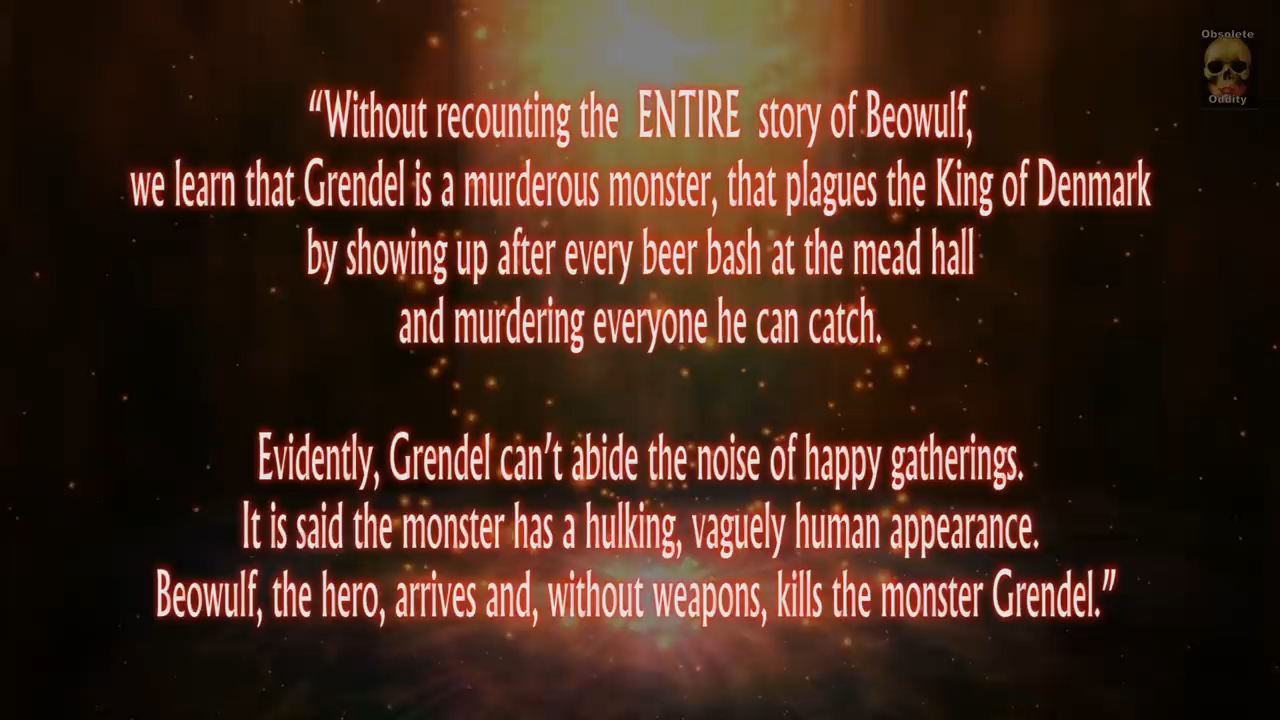 Obsolete
Oddity
“Without recounting the ENTIRE story of Beowulf,
we learn that Grendel is a murderous monster, that plagues the King of Denmark
by showing up after every beer bash at the mead hall
and murdering everyone he can catch.
Evidently, Grendel can’t abide the noise of happy gatherings.
It is said the monster has a hulking, vaguely human appearance.
Beowulf, the hero, arrives and, without weapons, kills the monster Grendel.”